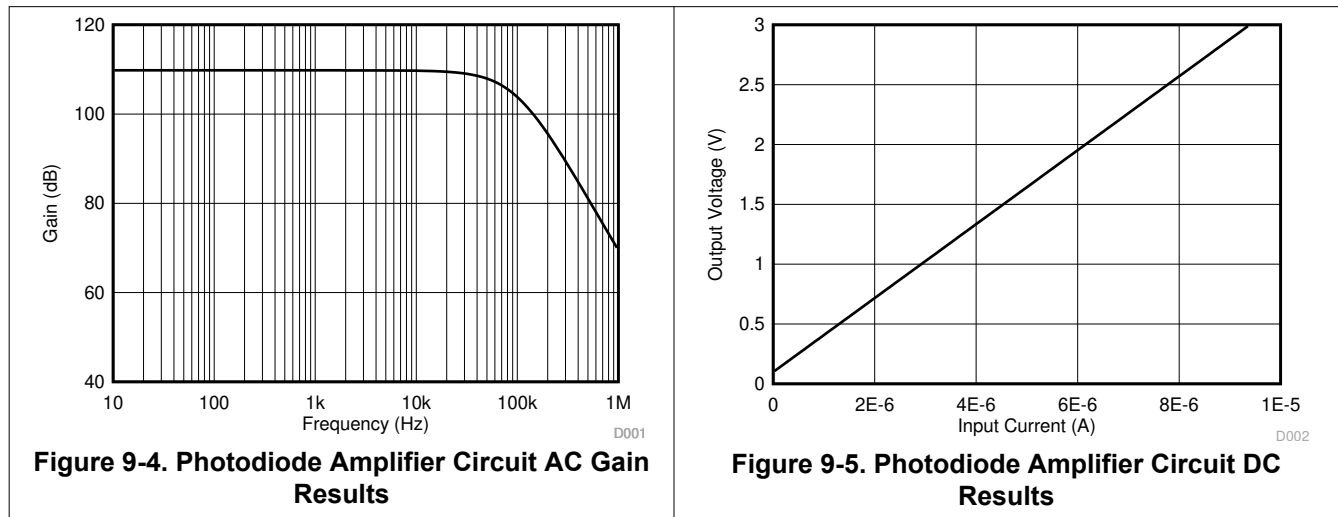 120
100
80
60
40
Gain (dB)
10
100
1k
10k
100k
1M
Frequency (Hz)
D001
Figure 9-4. Photodiode Amplifier Circuit AC Gain
Results
3
2.5
2
1.5
1
0.5
0
Output Voltage (V)
0
2E-6
4E-6
6E-6
8E-6
1E-5
Input Current (A)
D002
Figure 9-5. Photodiode Amplifier Circuit DC
Results